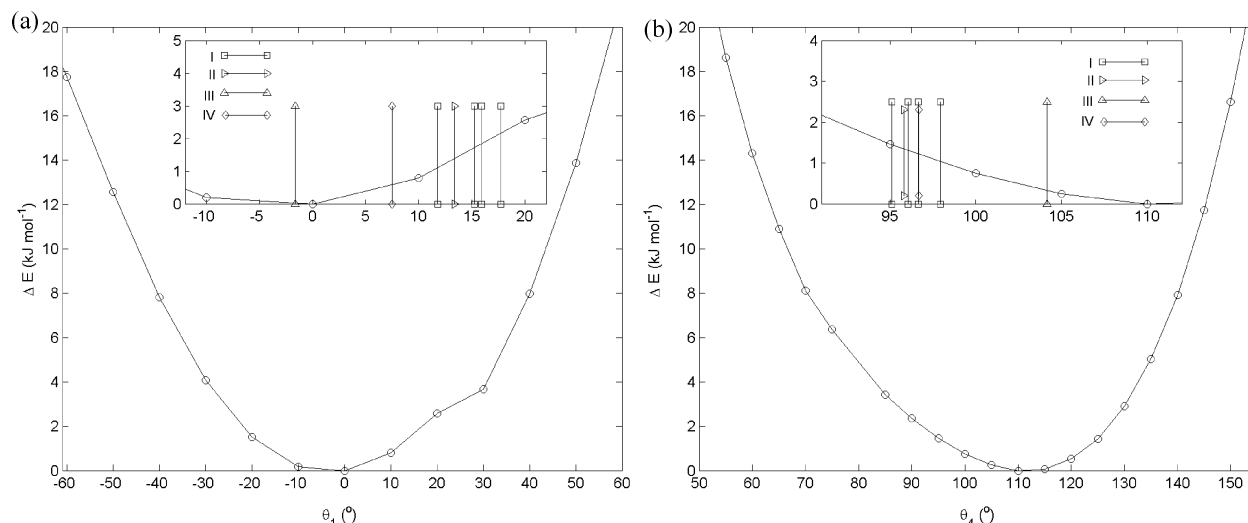 (a)
20
18
16
14
12
10
8
6
4
2
0
Δ E (kJ mol⁻¹)
-60 -50 -40 -30 -20 -10 0 10 20 30 40 50 60
θ₁ (º)
5
4
3
2
1
0
-10 -5 0 5 10 15 20
I
II
III
IV
(b)
20
18
16
14
12
10
8
6
4
2
0
Δ E (kJ mol⁻¹)
50 60 70 80 90 100 110 120 130 140 150
θ₄ (º)
4
3
2
1
0
95 100 105 110
I
II
III
IV